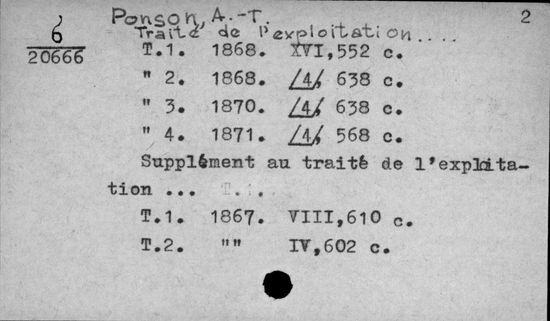 Ponson, A.-T. 2
6
20666
Traité de l'exploitation....
T.1. 1868. XVI,552 c.
" 2. 1868. /4/ 638 c.
" 3. 1870. /4/ 638 c.
" 4. 1871. /4/ 568 c.
Supplément au traité de l'exploita-
tion ... T.1.
T.1. 1867. VIII,610 c.
T.2. "" IV,602 c.